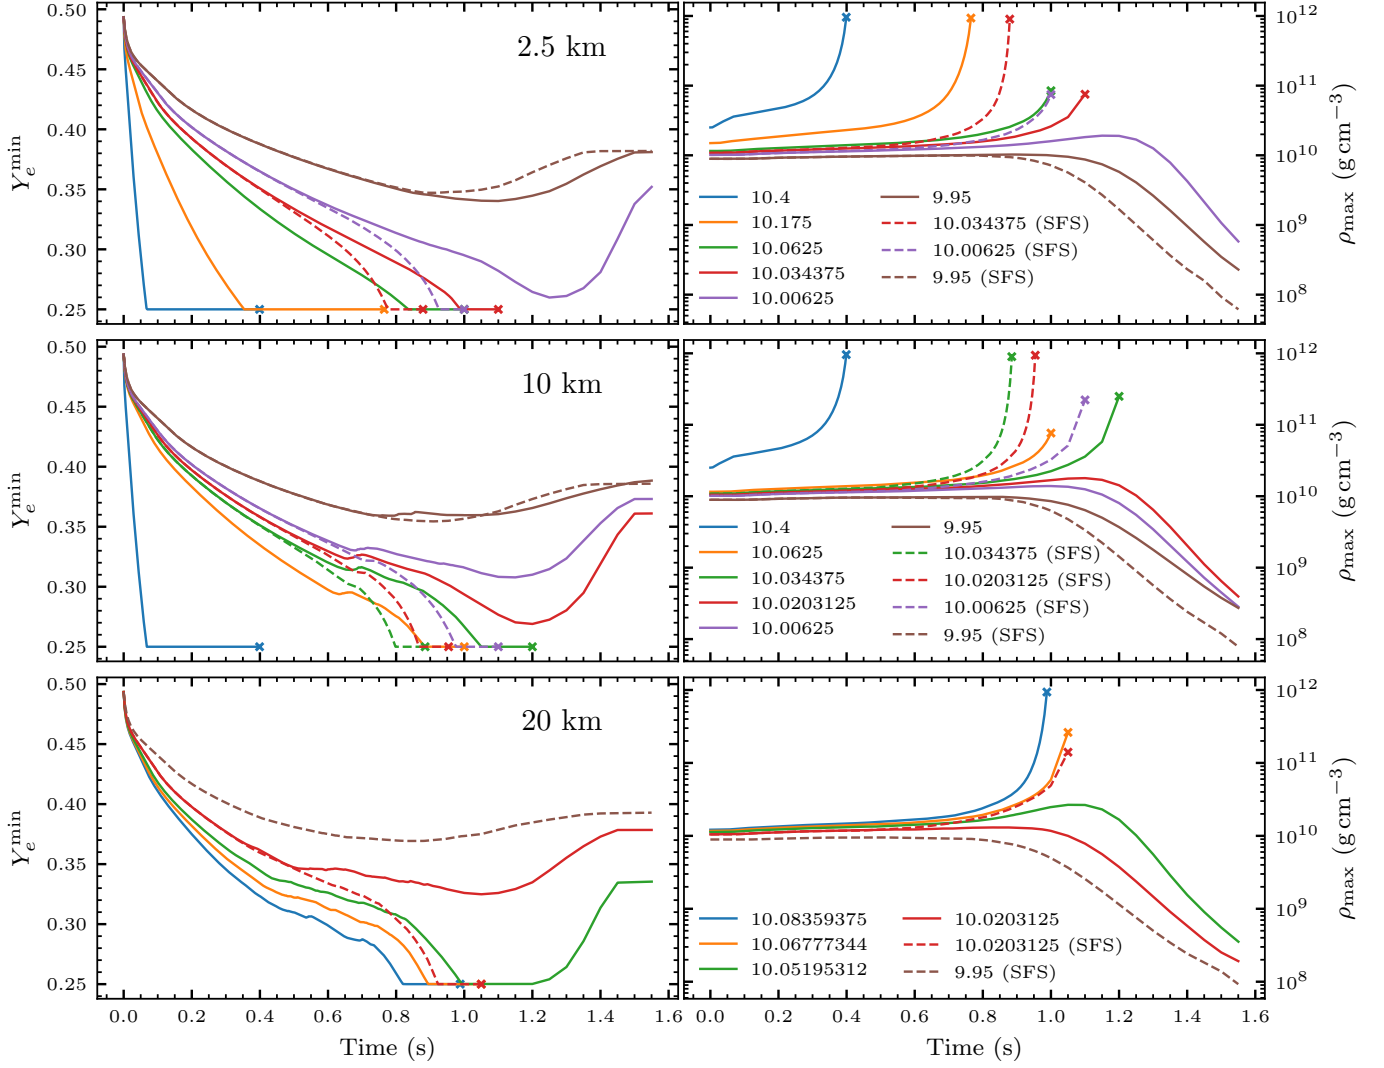 0.50
0.45
0.40
0.35
0.30
0.25
Y_e^min
2.5 km
10^12
10^11
10^10
10^9
10^8
ρ_max (g cm^−3)
10.4
10.175
10.0625
10.034375
10.00625
9.95
10.034375 (SFS)
10.00625 (SFS)
9.95 (SFS)
0.50
0.45
0.40
0.35
0.30
0.25
Y_e^min
10 km
10^12
10^11
10^10
10^9
10^8
ρ_max (g cm^−3)
10.4
10.0625
10.034375
10.0203125
10.00625
9.95
10.034375 (SFS)
10.0203125 (SFS)
10.00625 (SFS)
9.95 (SFS)
0.50
0.45
0.40
0.35
0.30
0.25
Y_e^min
20 km
10^12
10^11
10^10
10^9
10^8
ρ_max (g cm^−3)
10.08359375
10.06777344
10.05195312
10.0203125
10.0203125 (SFS)
9.95 (SFS)
0.0 0.2 0.4 0.6 0.8 1.0 1.2 1.4 1.6
Time (s)
0.0 0.2 0.4 0.6 0.8 1.0 1.2 1.4 1.6
Time (s)